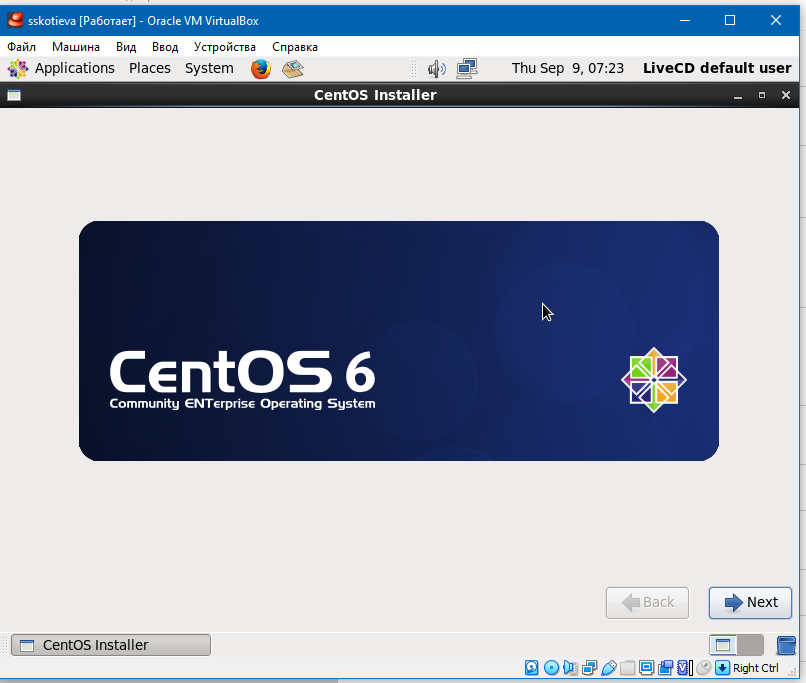 sskotieva [Работает] - Oracle VM VirtualBox
Файл Машина Вид Ввод Устройства Справка
Applications Places System Thu Sep 9, 07:23 LiveCD default user
CentOS Installer
CentOS 6
Community ENTerprise Operating System
Back Next
CentOS Installer
Right Ctrl